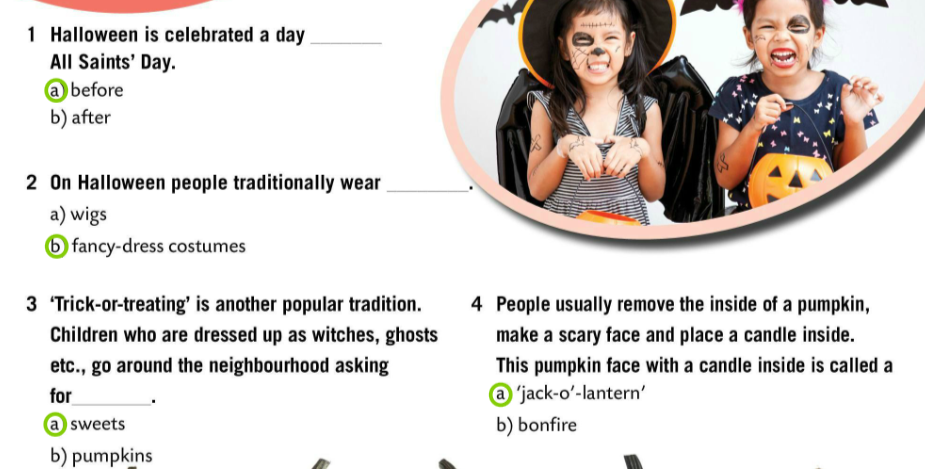 1 Halloween is celebrated a day ________
All Saints’ Day.
a) before
b) after
2 On Halloween people traditionally wear _________.
a) wigs
b) fancy-dress costumes
3 ‘Trick-or-treating’ is another popular tradition.
Children who are dressed up as witches, ghosts
etc., go around the neighbourhood asking
for_________.
a) sweets
b) pumpkins
4 People usually remove the inside of a pumpkin,
make a scary face and place a candle inside.
This pumpkin face with a candle inside is called a
a) ‘jack-o’-lantern’
b) bonfire